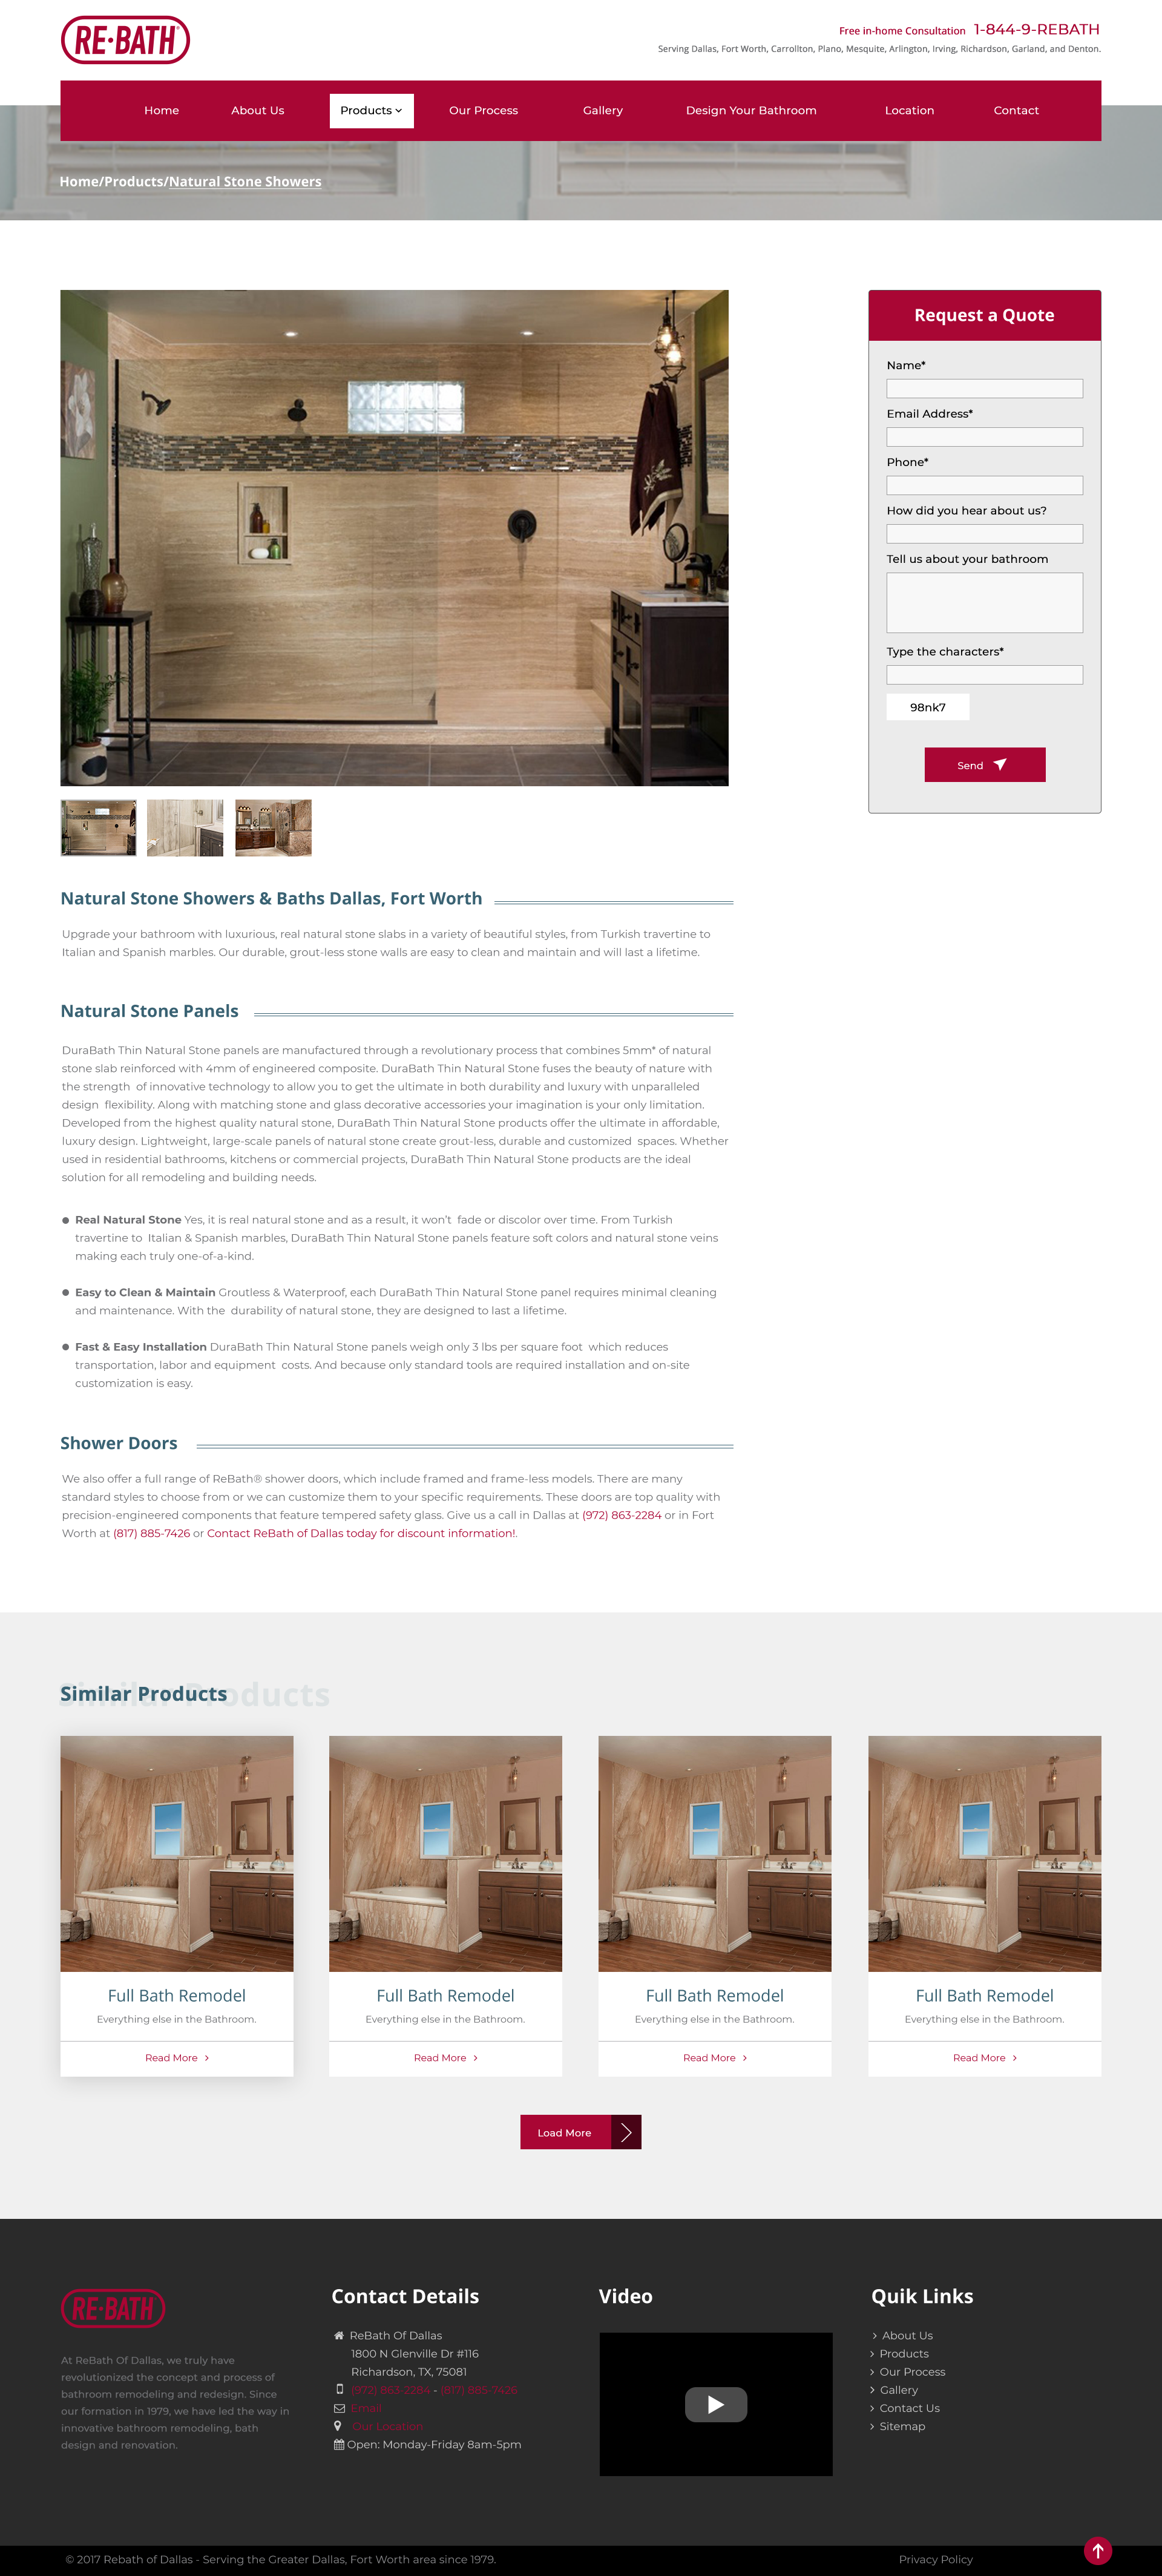 RE·BATH®
Free in-home Consultation 1-844-9-REBATH
Serving Dallas, Fort Worth, Carrollton, Plano, Mesquite, Arlington, Irving, Richardson, Garland, and Denton.
Home About Us Products Our Process Gallery Design Your Bathroom Location Contact
Home/Products/Natural Stone Showers
Request a Quote
Name*
Email Address*
Phone*
How did you hear about us?
Tell us about your bathroom
Type the characters*
98nk7
Send
Natural Stone Showers & Baths Dallas, Fort Worth
Upgrade your bathroom with luxurious, real natural stone slabs in a variety of beautiful styles, from Turkish travertine to
Italian and Spanish marbles. Our durable, grout-less stone walls are easy to clean and maintain and will last a lifetime.
Natural Stone Panels
DuraBath Thin Natural Stone panels are manufactured through a revolutionary process that combines 5mm* of natural
stone slab reinforced with 4mm of engineered composite. DuraBath Thin Natural Stone fuses the beauty of nature with
the strength of innovative technology to allow you to get the ultimate in both durability and luxury with unparalleled
design flexibility. Along with matching stone and glass decorative accessories your imagination is your only limitation.
Developed from the highest quality natural stone, DuraBath Thin Natural Stone products offer the ultimate in affordable,
luxury design. Lightweight, large-scale panels of natural stone create grout-less, durable and customized spaces. Whether
used in residential bathrooms, kitchens or commercial projects, DuraBath Thin Natural Stone products are the ideal
solution for all remodeling and building needs.
● Real Natural Stone Yes, it is real natural stone and as a result, it won't fade or discolor over time. From Turkish
travertine to Italian & Spanish marbles, DuraBath Thin Natural Stone panels feature soft colors and natural stone veins
making each truly one-of-a-kind.
● Easy to Clean & Maintain Groutless & Waterproof, each DuraBath Thin Natural Stone panel requires minimal cleaning
and maintenance. With the durability of natural stone, they are designed to last a lifetime.
● Fast & Easy Installation DuraBath Thin Natural Stone panels weigh only 3 lbs per square foot which reduces
transportation, labor and equipment costs. And because only standard tools are required installation and on-site
customization is easy.
Shower Doors
We also offer a full range of ReBath® shower doors, which include framed and frame-less models. There are many
standard styles to choose from or we can customize them to your specific requirements. These doors are top quality with
precision-engineered components that feature tempered safety glass. Give us a call in Dallas at (972) 863-2284 or in Fort
Worth at (817) 885-7426 or Contact ReBath of Dallas today for discount information!.
Similar Products
Similar Products
Full Bath Remodel
Everything else in the Bathroom.
Read More
Full Bath Remodel
Everything else in the Bathroom.
Read More
Full Bath Remodel
Everything else in the Bathroom.
Read More
Full Bath Remodel
Everything else in the Bathroom.
Read More
Load More
RE·BATH
At ReBath Of Dallas, we truly have
revolutionized the concept and process of
bathroom remodeling and redesign. Since
our formation in 1979, we have led the way in
innovative bathroom remodeling, bath
design and renovation.
Contact Details
ReBath Of Dallas
1800 N Glenville Dr #116
Richardson, TX, 75081
(972) 863-2284 - (817) 885-7426
Email
Our Location
Open: Monday-Friday 8am-5pm
Video
Quik Links
About Us
Products
Our Process
Gallery
Contact Us
Sitemap
© 2017 Rebath of Dallas - Serving the Greater Dallas, Fort Worth area since 1979.
Privacy Policy